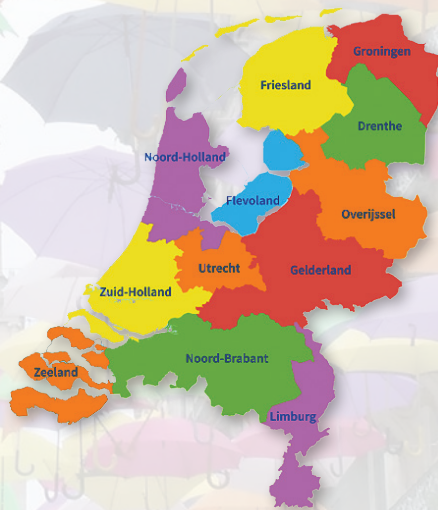 Groningen
Friesland
Drenthe
Noord-Holland
Flevoland
Overijssel
Utrecht
Gelderland
Zuid-Holland
Noord-Brabant
Zeeland
Limburg